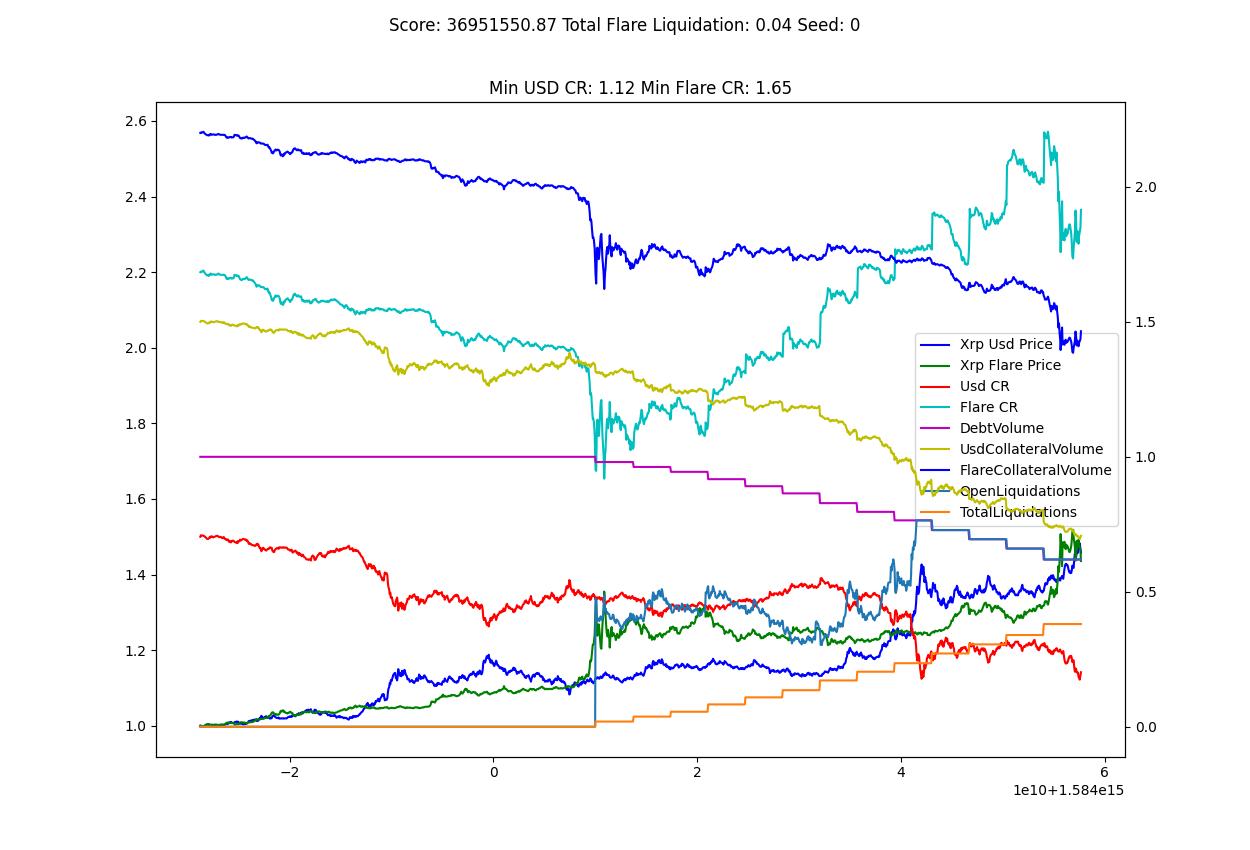 Score: 36951550.87 Total Flare Liquidation: 0.04 Seed: 0
Min USD CR: 1.12 Min Flare CR: 1.65
2.6
2.4
2.2
2.0
1.8
1.6
1.4
1.2
1.0
2.0
1.5
1.0
0.5
0.0
Xrp Usd Price
Xrp Flare Price
Usd CR
Flare CR
DebtVolume
UsdCollateralVolume
FlareCollateralVolume
OpenLiquidations
TotalLiquidations
−2 0 2 4 6
1e10+1.584e15